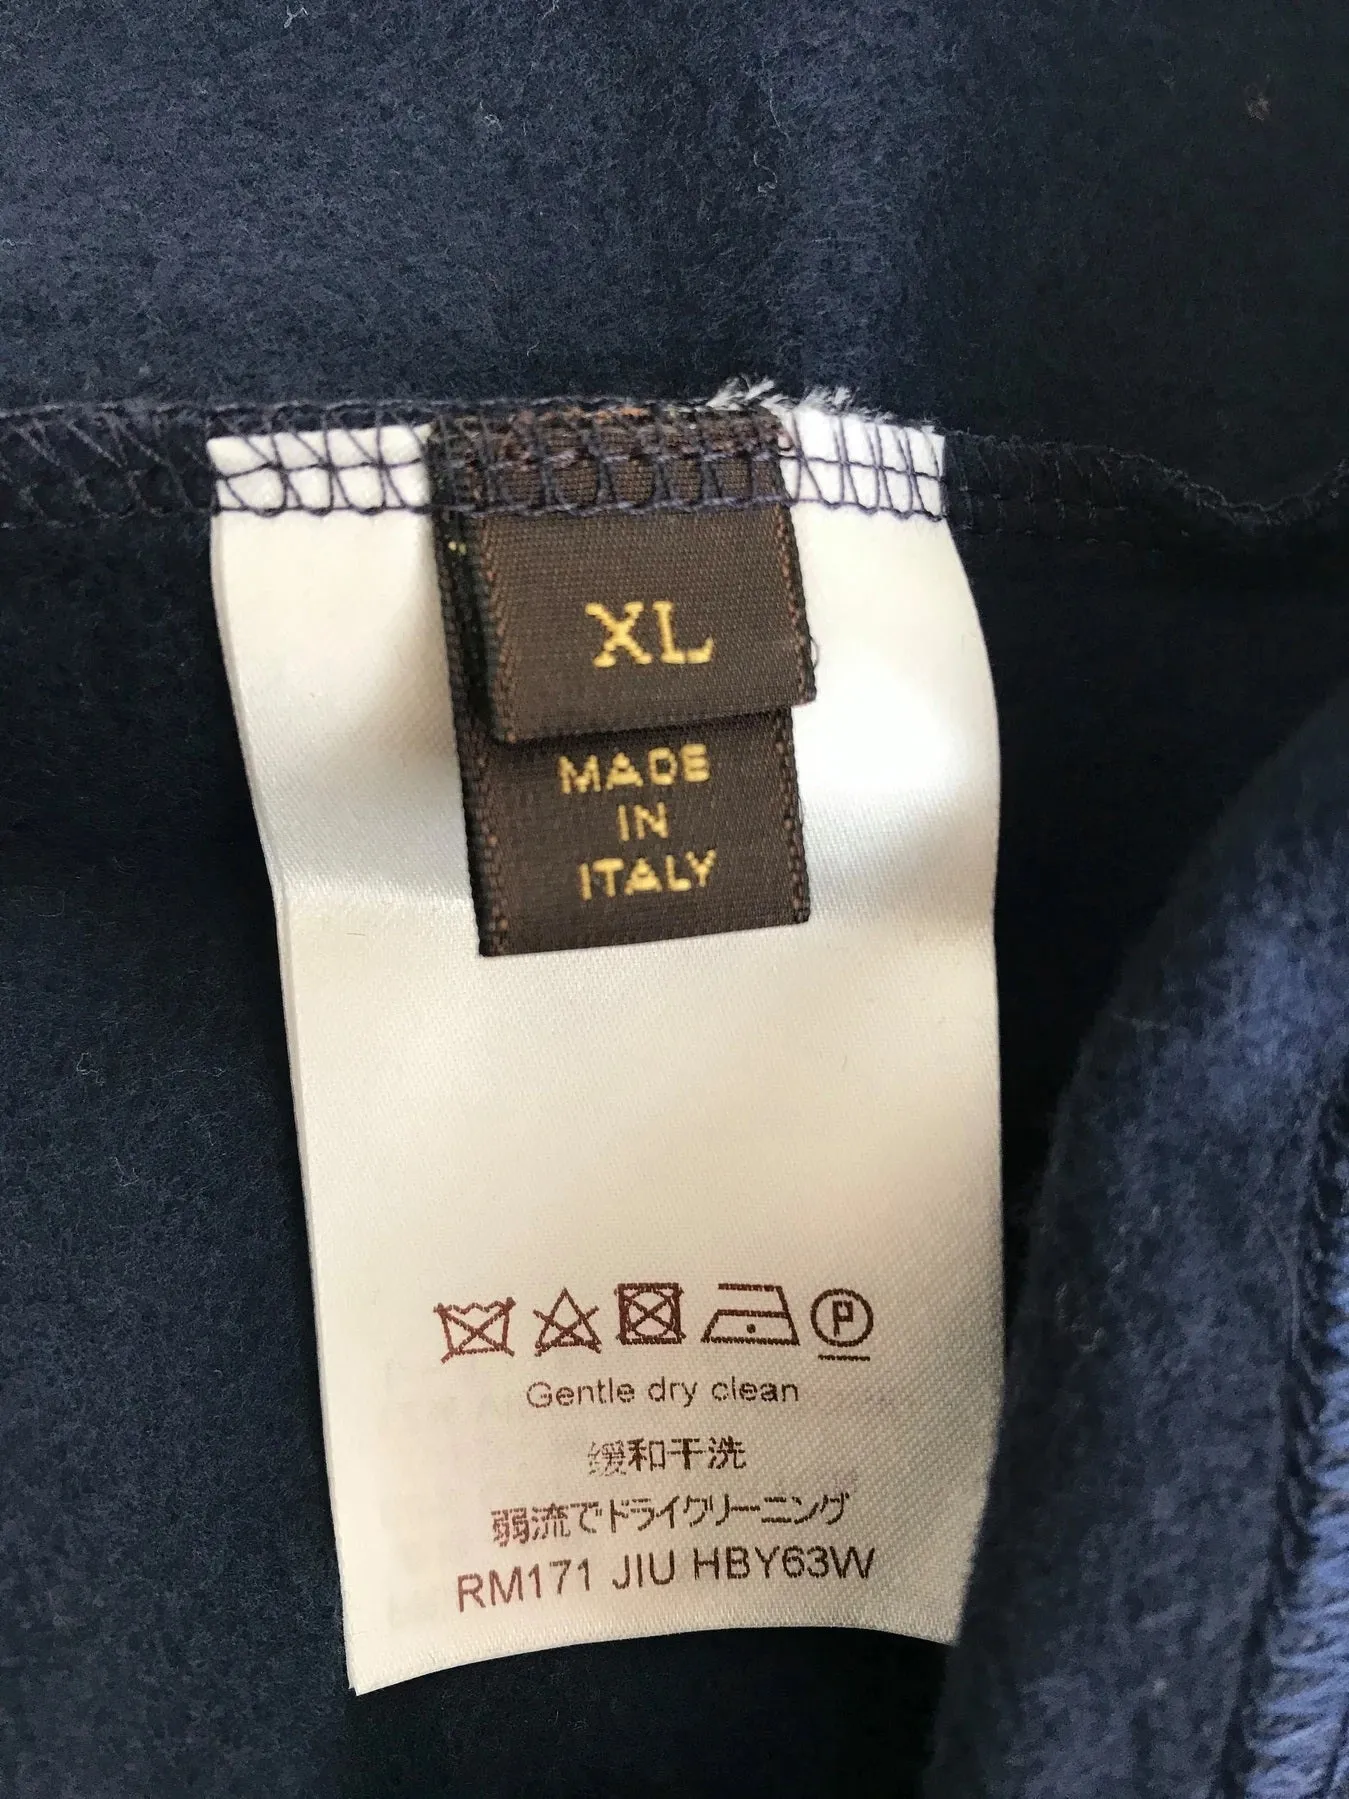 XL
MADE
IN
ITALY
P
Gentle dry clean
缓和干洗
弱流でドライクリーニング
RM171 JIU HBY63W